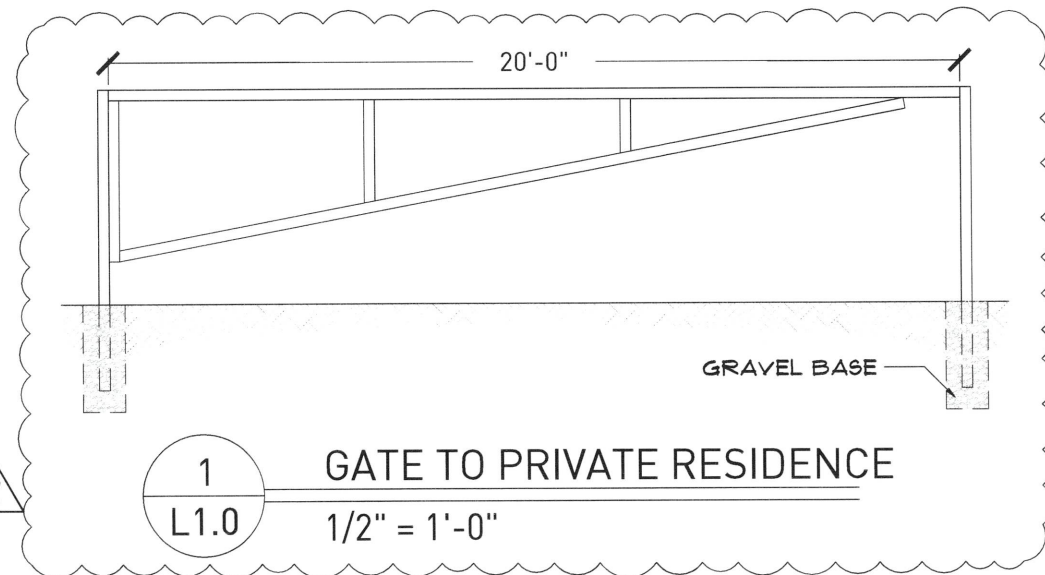 20'-0"
GRAVEL BASE
1
L1.0
GATE TO PRIVATE RESIDENCE
1/2" = 1'-0"